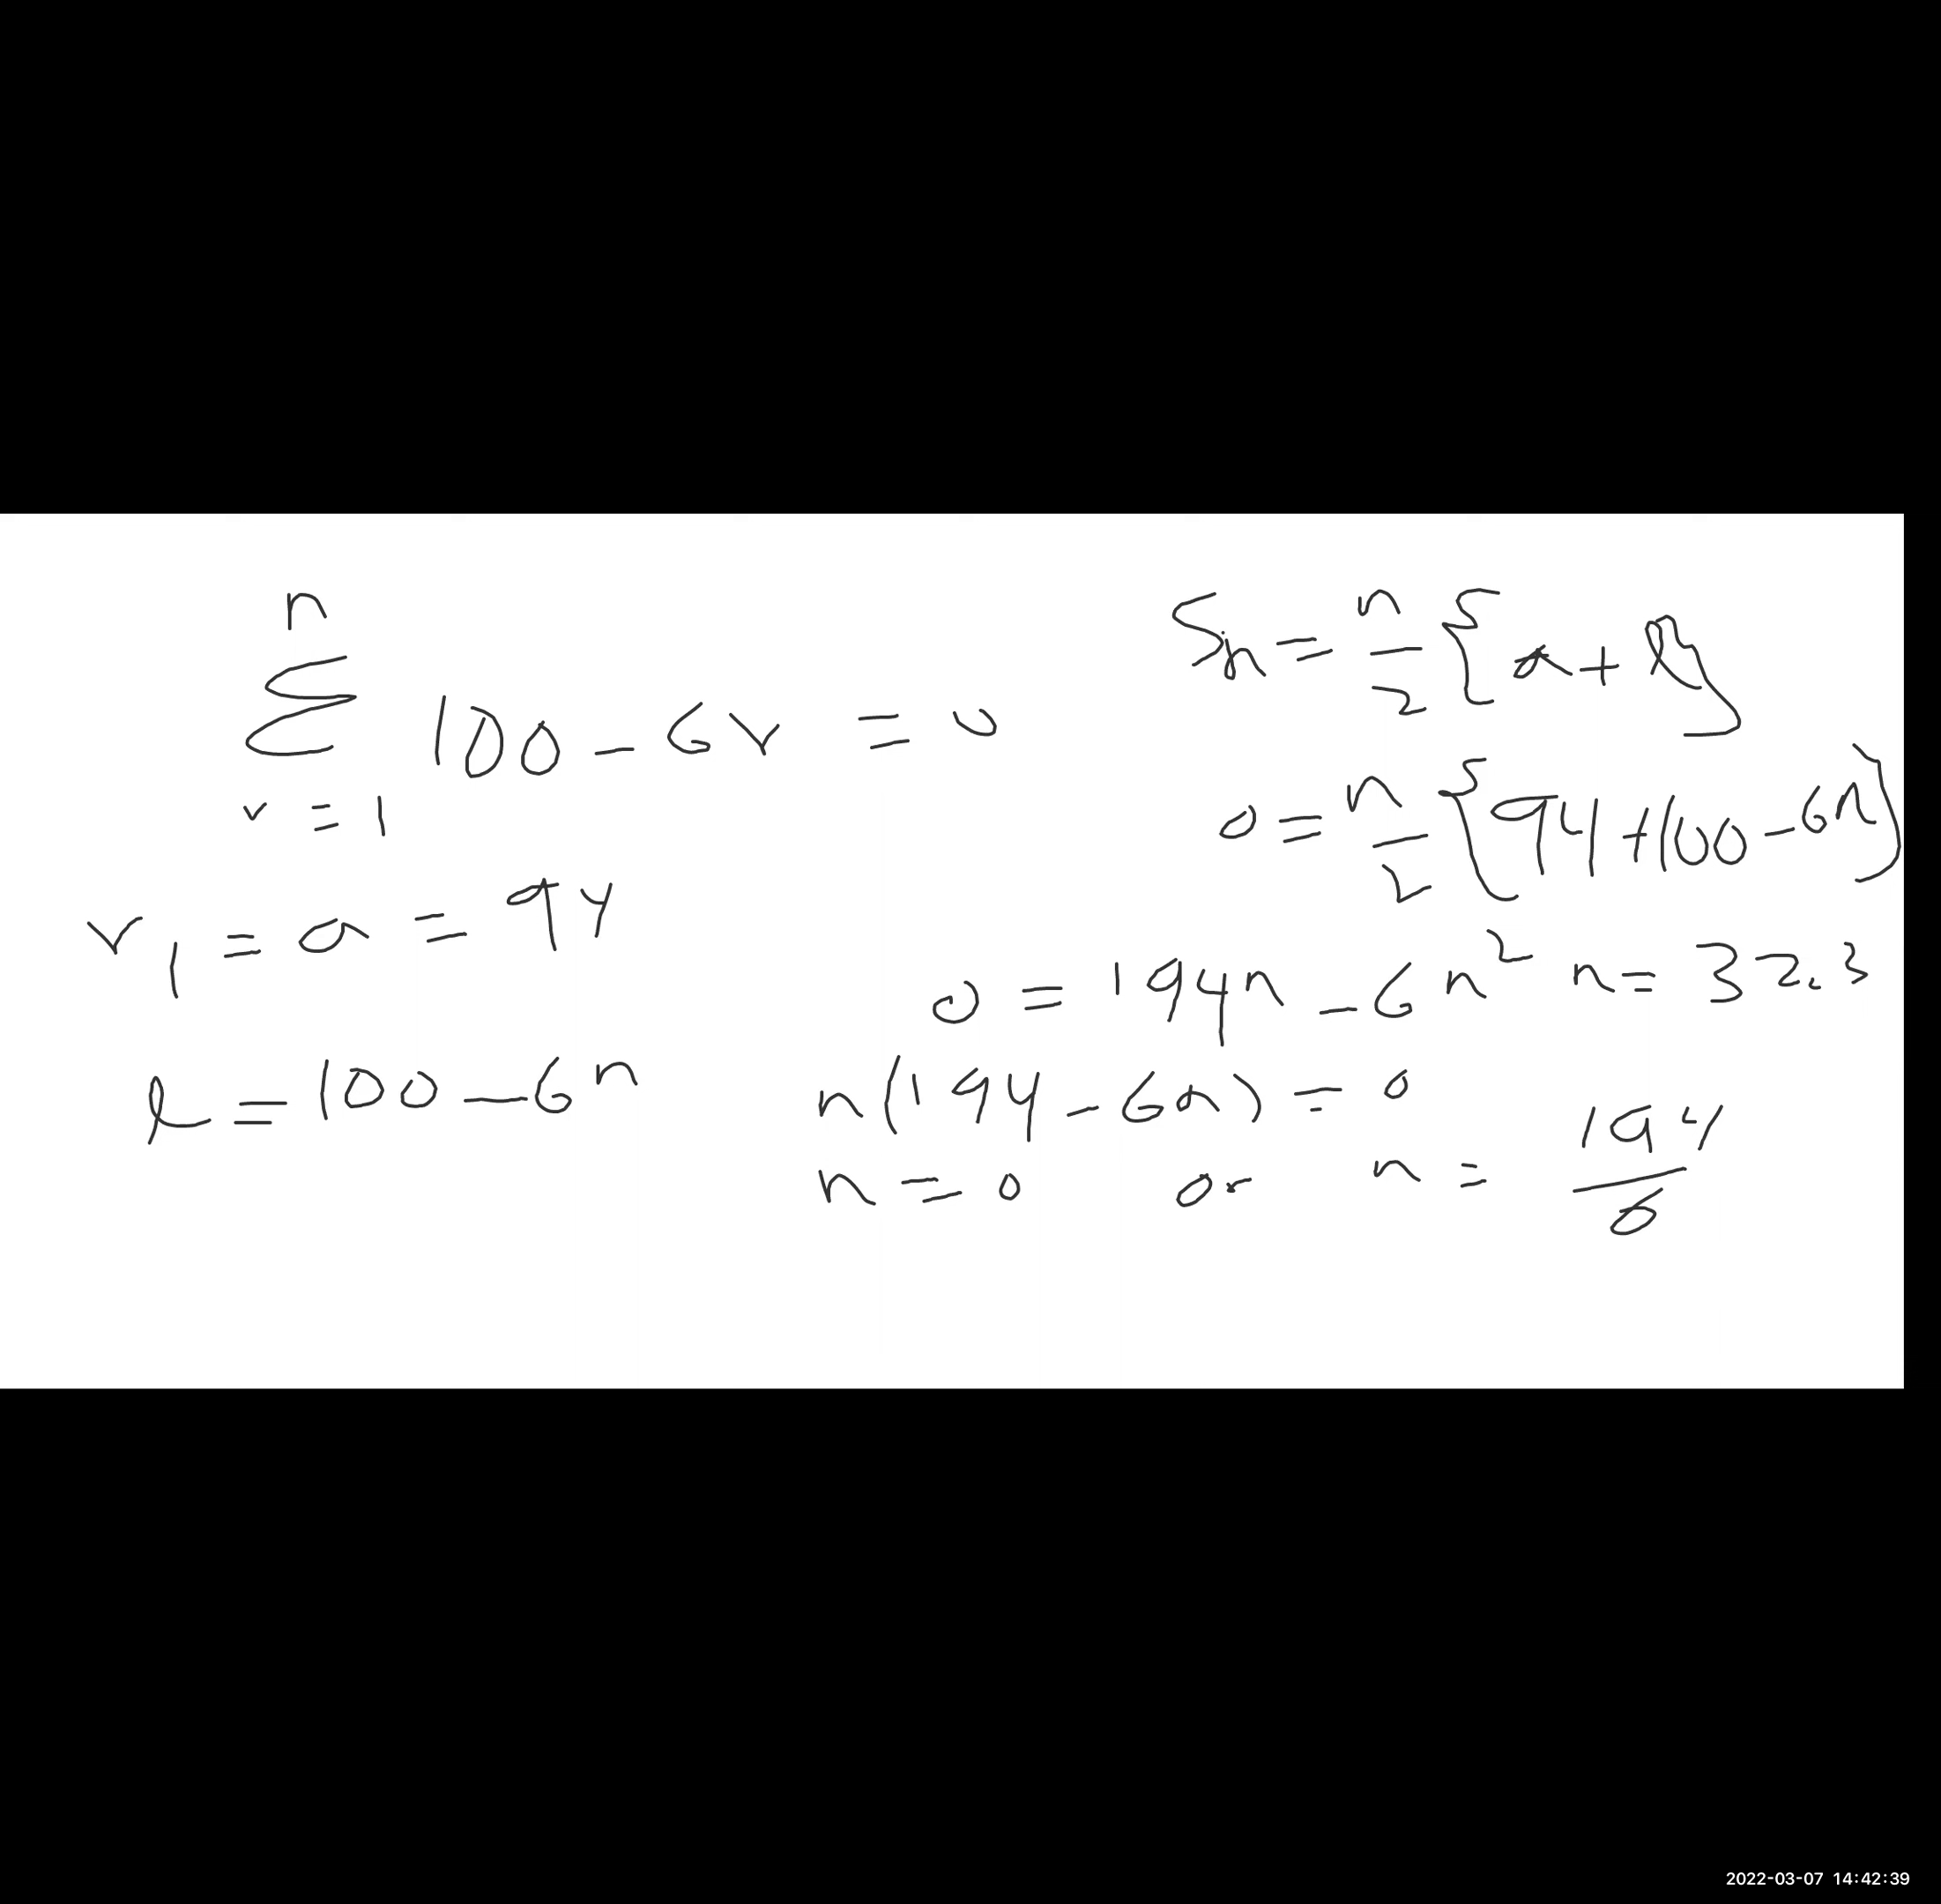 n
Σ 100 - 6r = 0
r = 1
r₁ = a = 94
l = 100 - 6n
Sn = n/2 {a + l}
0 = n/2 {94 + 100 - 6n}
0 = 194n - 6n² n = 32.3
n(194 - 6n) = 0
n = 0 or n = 194/6
2022-03-07 14:42:39